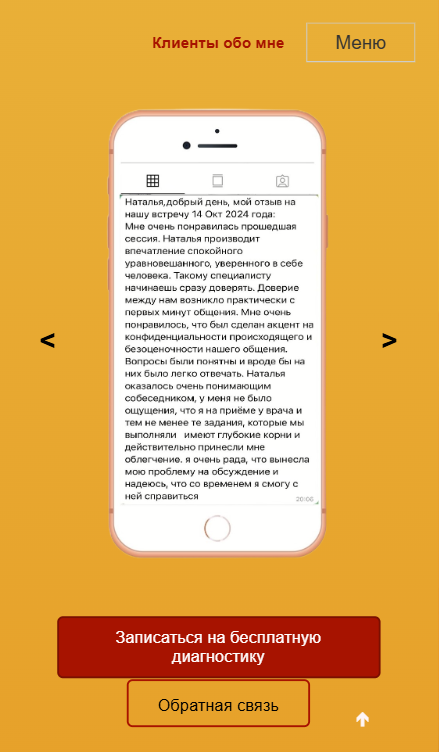 Клиенты обо мне
Меню
Наталья,добрый день, мой отзыв на
нашу встречу 14 Окт 2024 года:
Мне очень понравилась прошедшая
сессия. Наталья производит
впечатление спокойного
уравновешанного, уверенного в себе
человека. Такому специалисту
начинаешь сразу доверять. Доверие
между нам возникло практически с
первых минут общения. Мне очень
понравилось, что был сделан акцент на
конфиденциальности происходящего и
безоценочности нашего общения.
Вопросы были понятны и вроде бы на
них было легко отвечать. Наталья
оказалось очень понимающим
собеседником, у меня не было
ощущения, что я на приёме у врача и
тем не менее те задания, которые мы
выполняли имеют глубокие корни и
действительно принесли мне
облегчение. я очень рада, что вынесла
мою проблему на обсуждение и
надеюсь, что со временем я смогу с
ней справиться
20:06
< >
Записаться на бесплатную
диагностику
Обратная связь